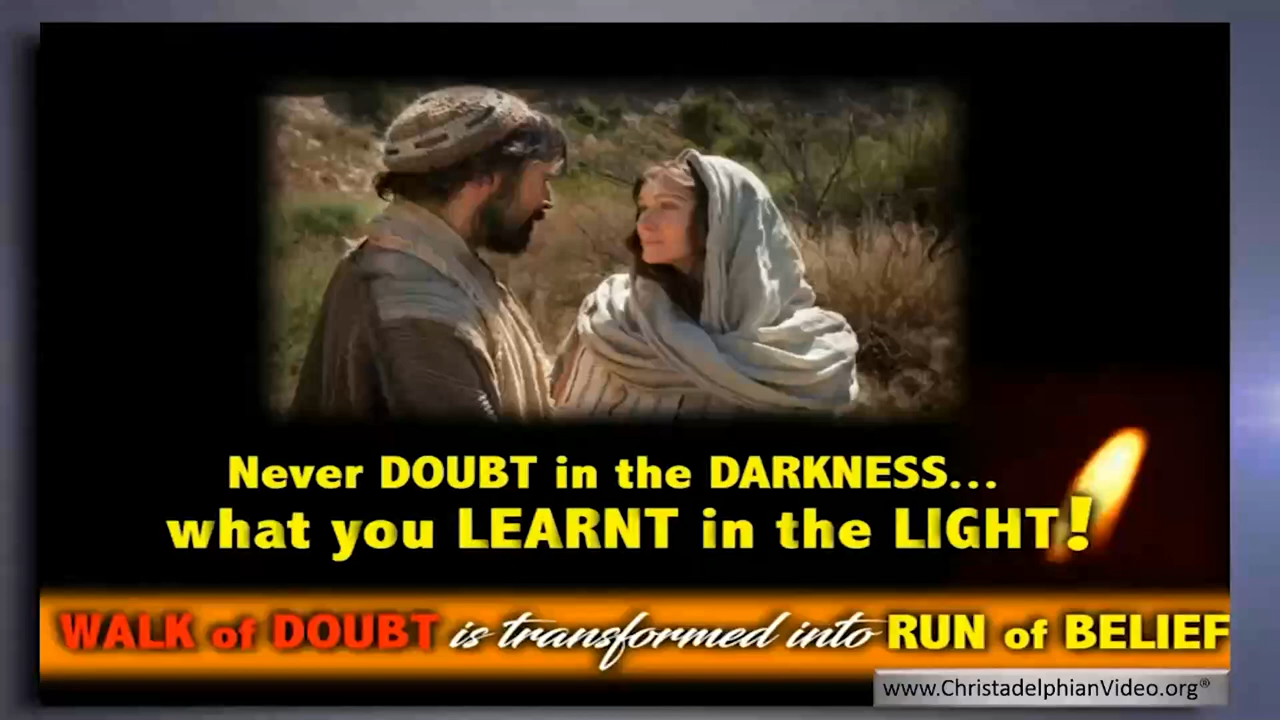 Never DOUBT in the DARKNESS...
what you LEARNT in the LIGHT!
WALK of DOUBT is transformed into RUN of BELIEF
www.ChristadelphianVideo.org®